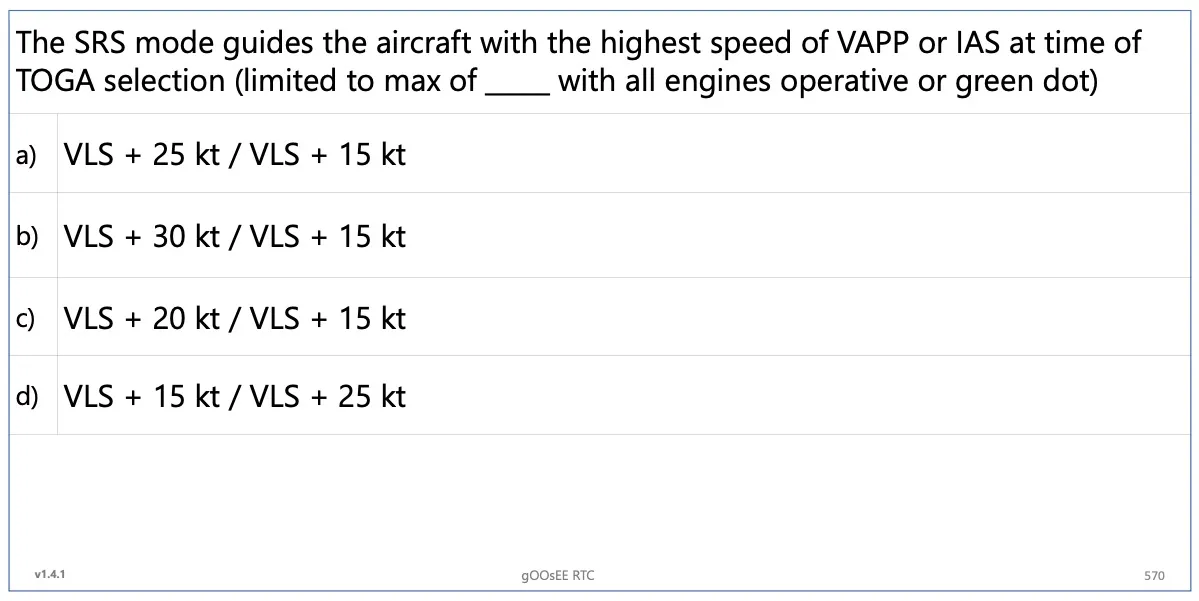 The SRS mode guides the aircraft with the highest speed of VAPP or IAS at time of
TOGA selection (limited to max of _____ with all engines operative or green dot)
a) VLS + 25 kt / VLS + 15 kt
b) VLS + 30 kt / VLS + 15 kt
c) VLS + 20 kt / VLS + 15 kt
d) VLS + 15 kt / VLS + 25 kt
v1.4.1 gOOsEE RTC 570